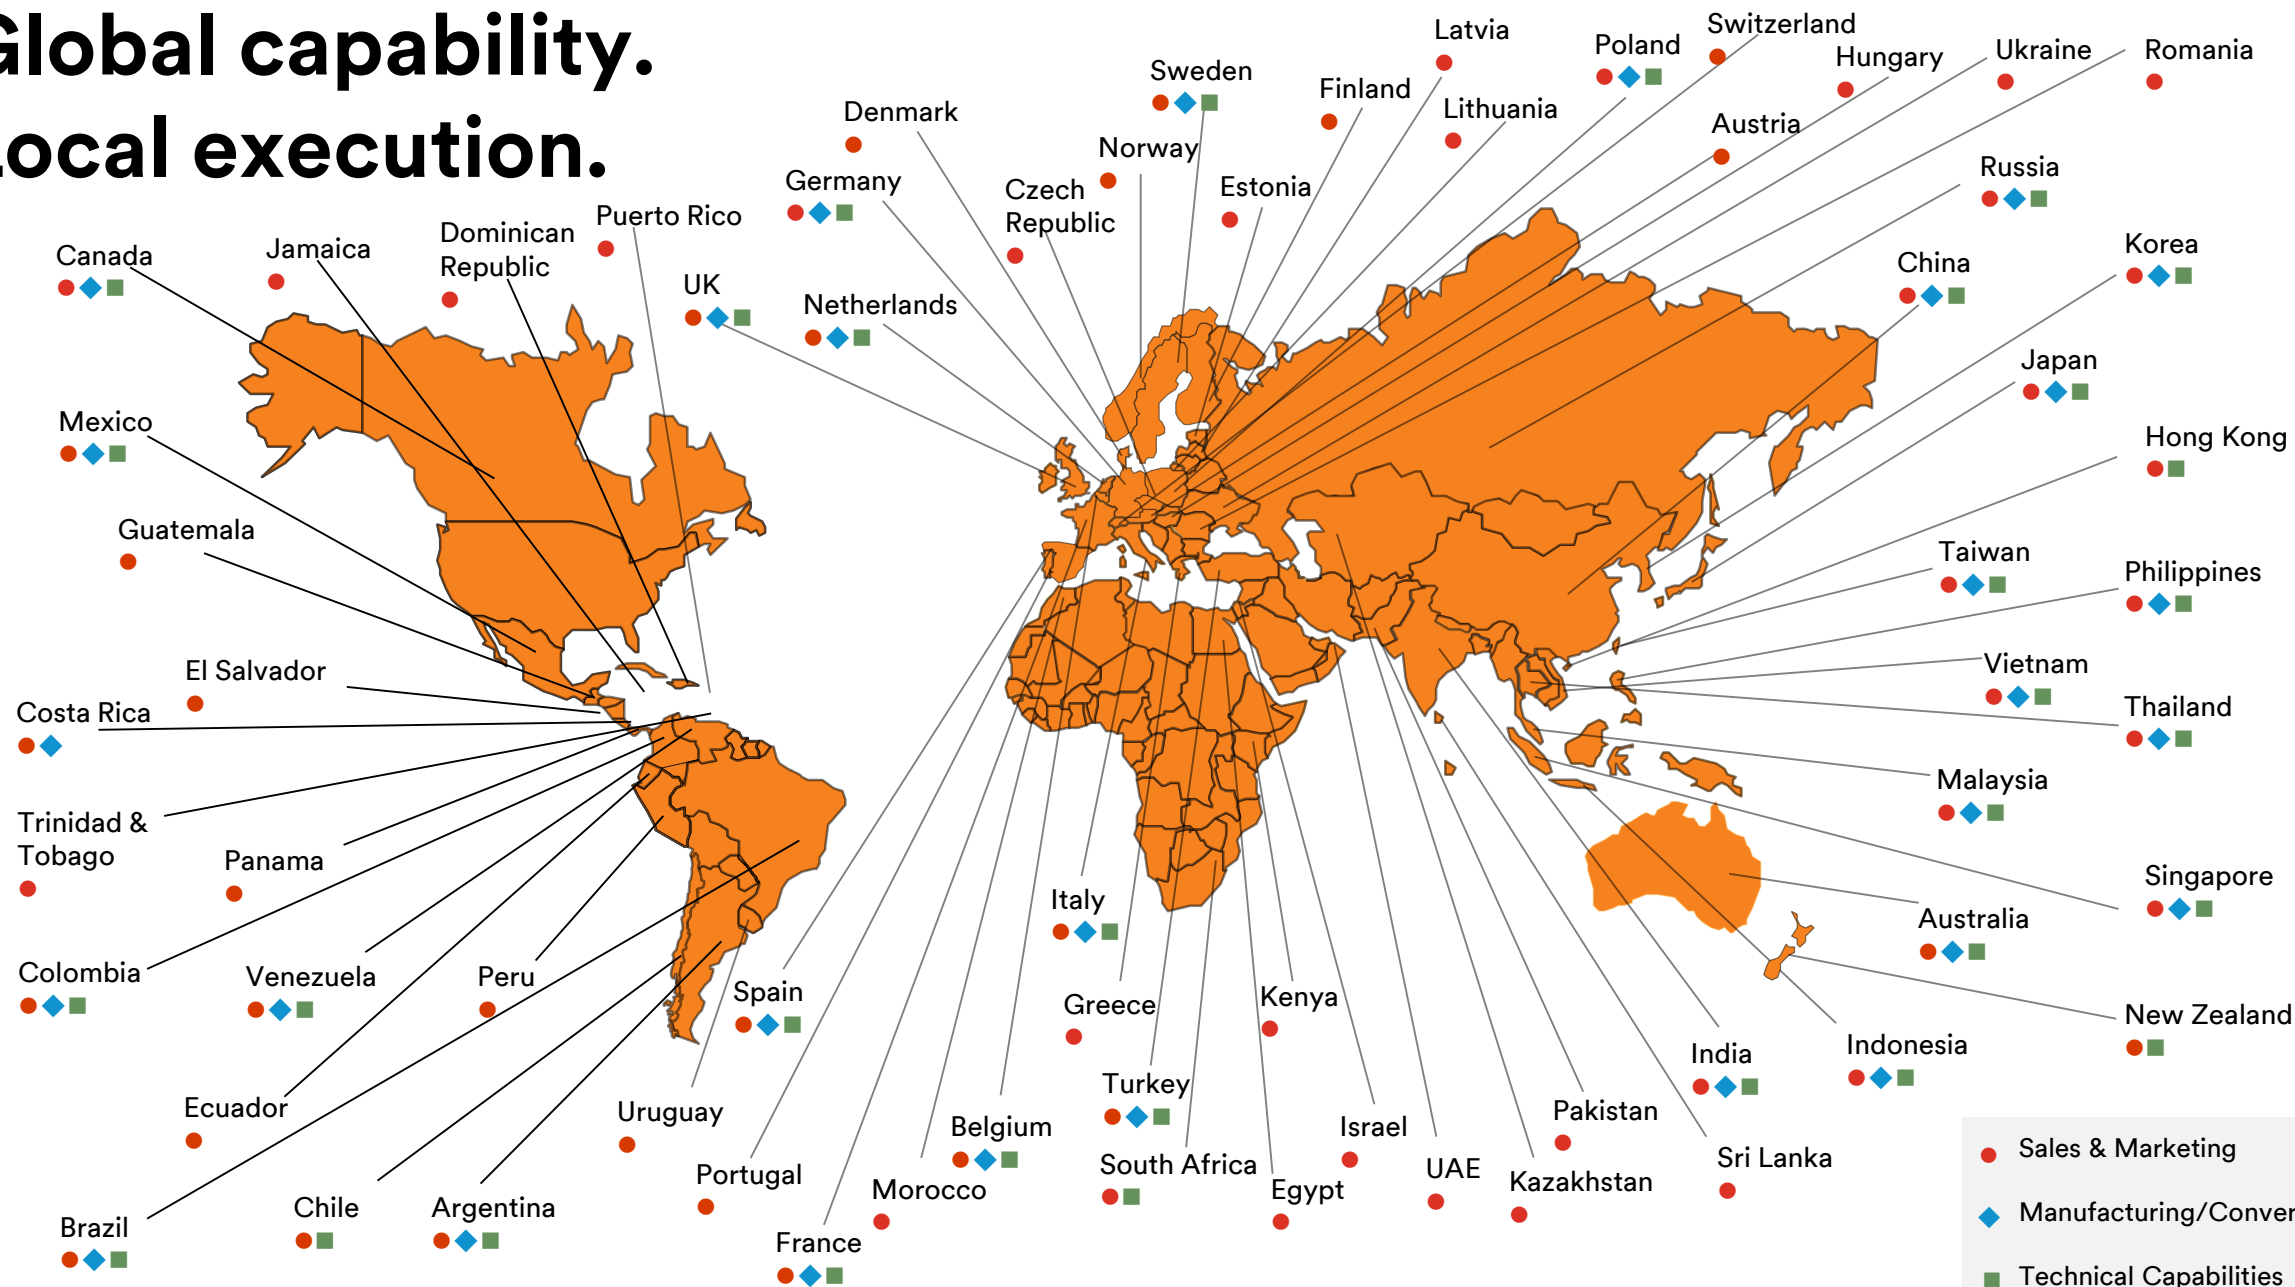 Global capability.
Local execution.
Latvia
Switzerland
Poland
Hungary
Ukraine
Romania
Sweden
Finland
Denmark
Lithuania
Austria
Norway
Russia
Germany
Czech
Republic
Estonia
Puerto Rico
Dominican
Republic
Jamaica
Canada
Korea
China
UK
Netherlands
Japan
Mexico
Hong Kong
Guatemala
Taiwan
Philippines
El Salvador
Vietnam
Costa Rica
Thailand
Malaysia
Trinidad &
Tobago
Panama
Singapore
Italy
Australia
Colombia
Venezuela
Peru
Spain
Greece
Kenya
New Zealand
Indonesia
India
Turkey
Ecuador
Uruguay
Belgium
Israel
Pakistan
Sales & Marketing
South Africa
Portugal
UAE
Sri Lanka
Morocco
Egypt
Kazakhstan
Chile
Argentina
Manufacturing/Conver
Brazil
France
Technical Capabilities